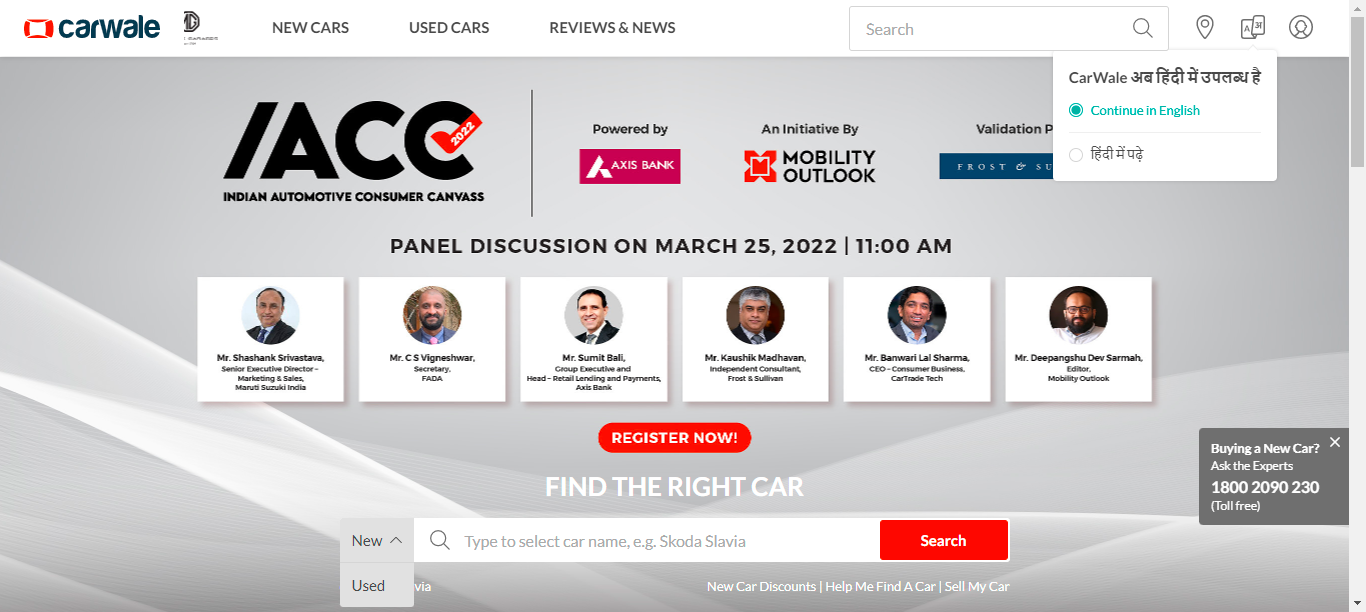 carwale
NEW CARS
USED CARS
REVIEWS & NEWS
Search
CarWale अब हिंदी में उपलब्ध है
Continue in English
हिंदी में पढ़े
IACC
2022
INDIAN AUTOMOTIVE CONSUMER CANVASS
Powered by
AXIS BANK
An Initiative By
MOBILITY
OUTLOOK
Validation P
FROST & SU
PANEL DISCUSSION ON MARCH 25, 2022 | 11:00 AM
Mr. Shashank Srivastava,
Senior Executive Director –
Marketing & Sales,
Maruti Suzuki India
Mr. C S Vigneshwar,
Secretary,
FADA
Mr. Sumit Bali,
Group Executive and
Head – Retail Lending and Payments,
Axis Bank
Mr. Kaushik Madhavan,
Independent Consultant,
Frost & Sullivan
Mr. Banwari Lal Sharma,
CEO – Consumer Business,
CarTrade Tech
Mr. Deepangshu Dev Sarmah,
Editor,
Mobility Outlook
REGISTER NOW!
Buying a New Car?
Ask the Experts
1800 2090 230
(Toll free)
FIND THE RIGHT CAR
New
Type to select car name, e.g. Skoda Slavia
Search
Used
via
New Car Discounts | Help Me Find A Car | Sell My Car